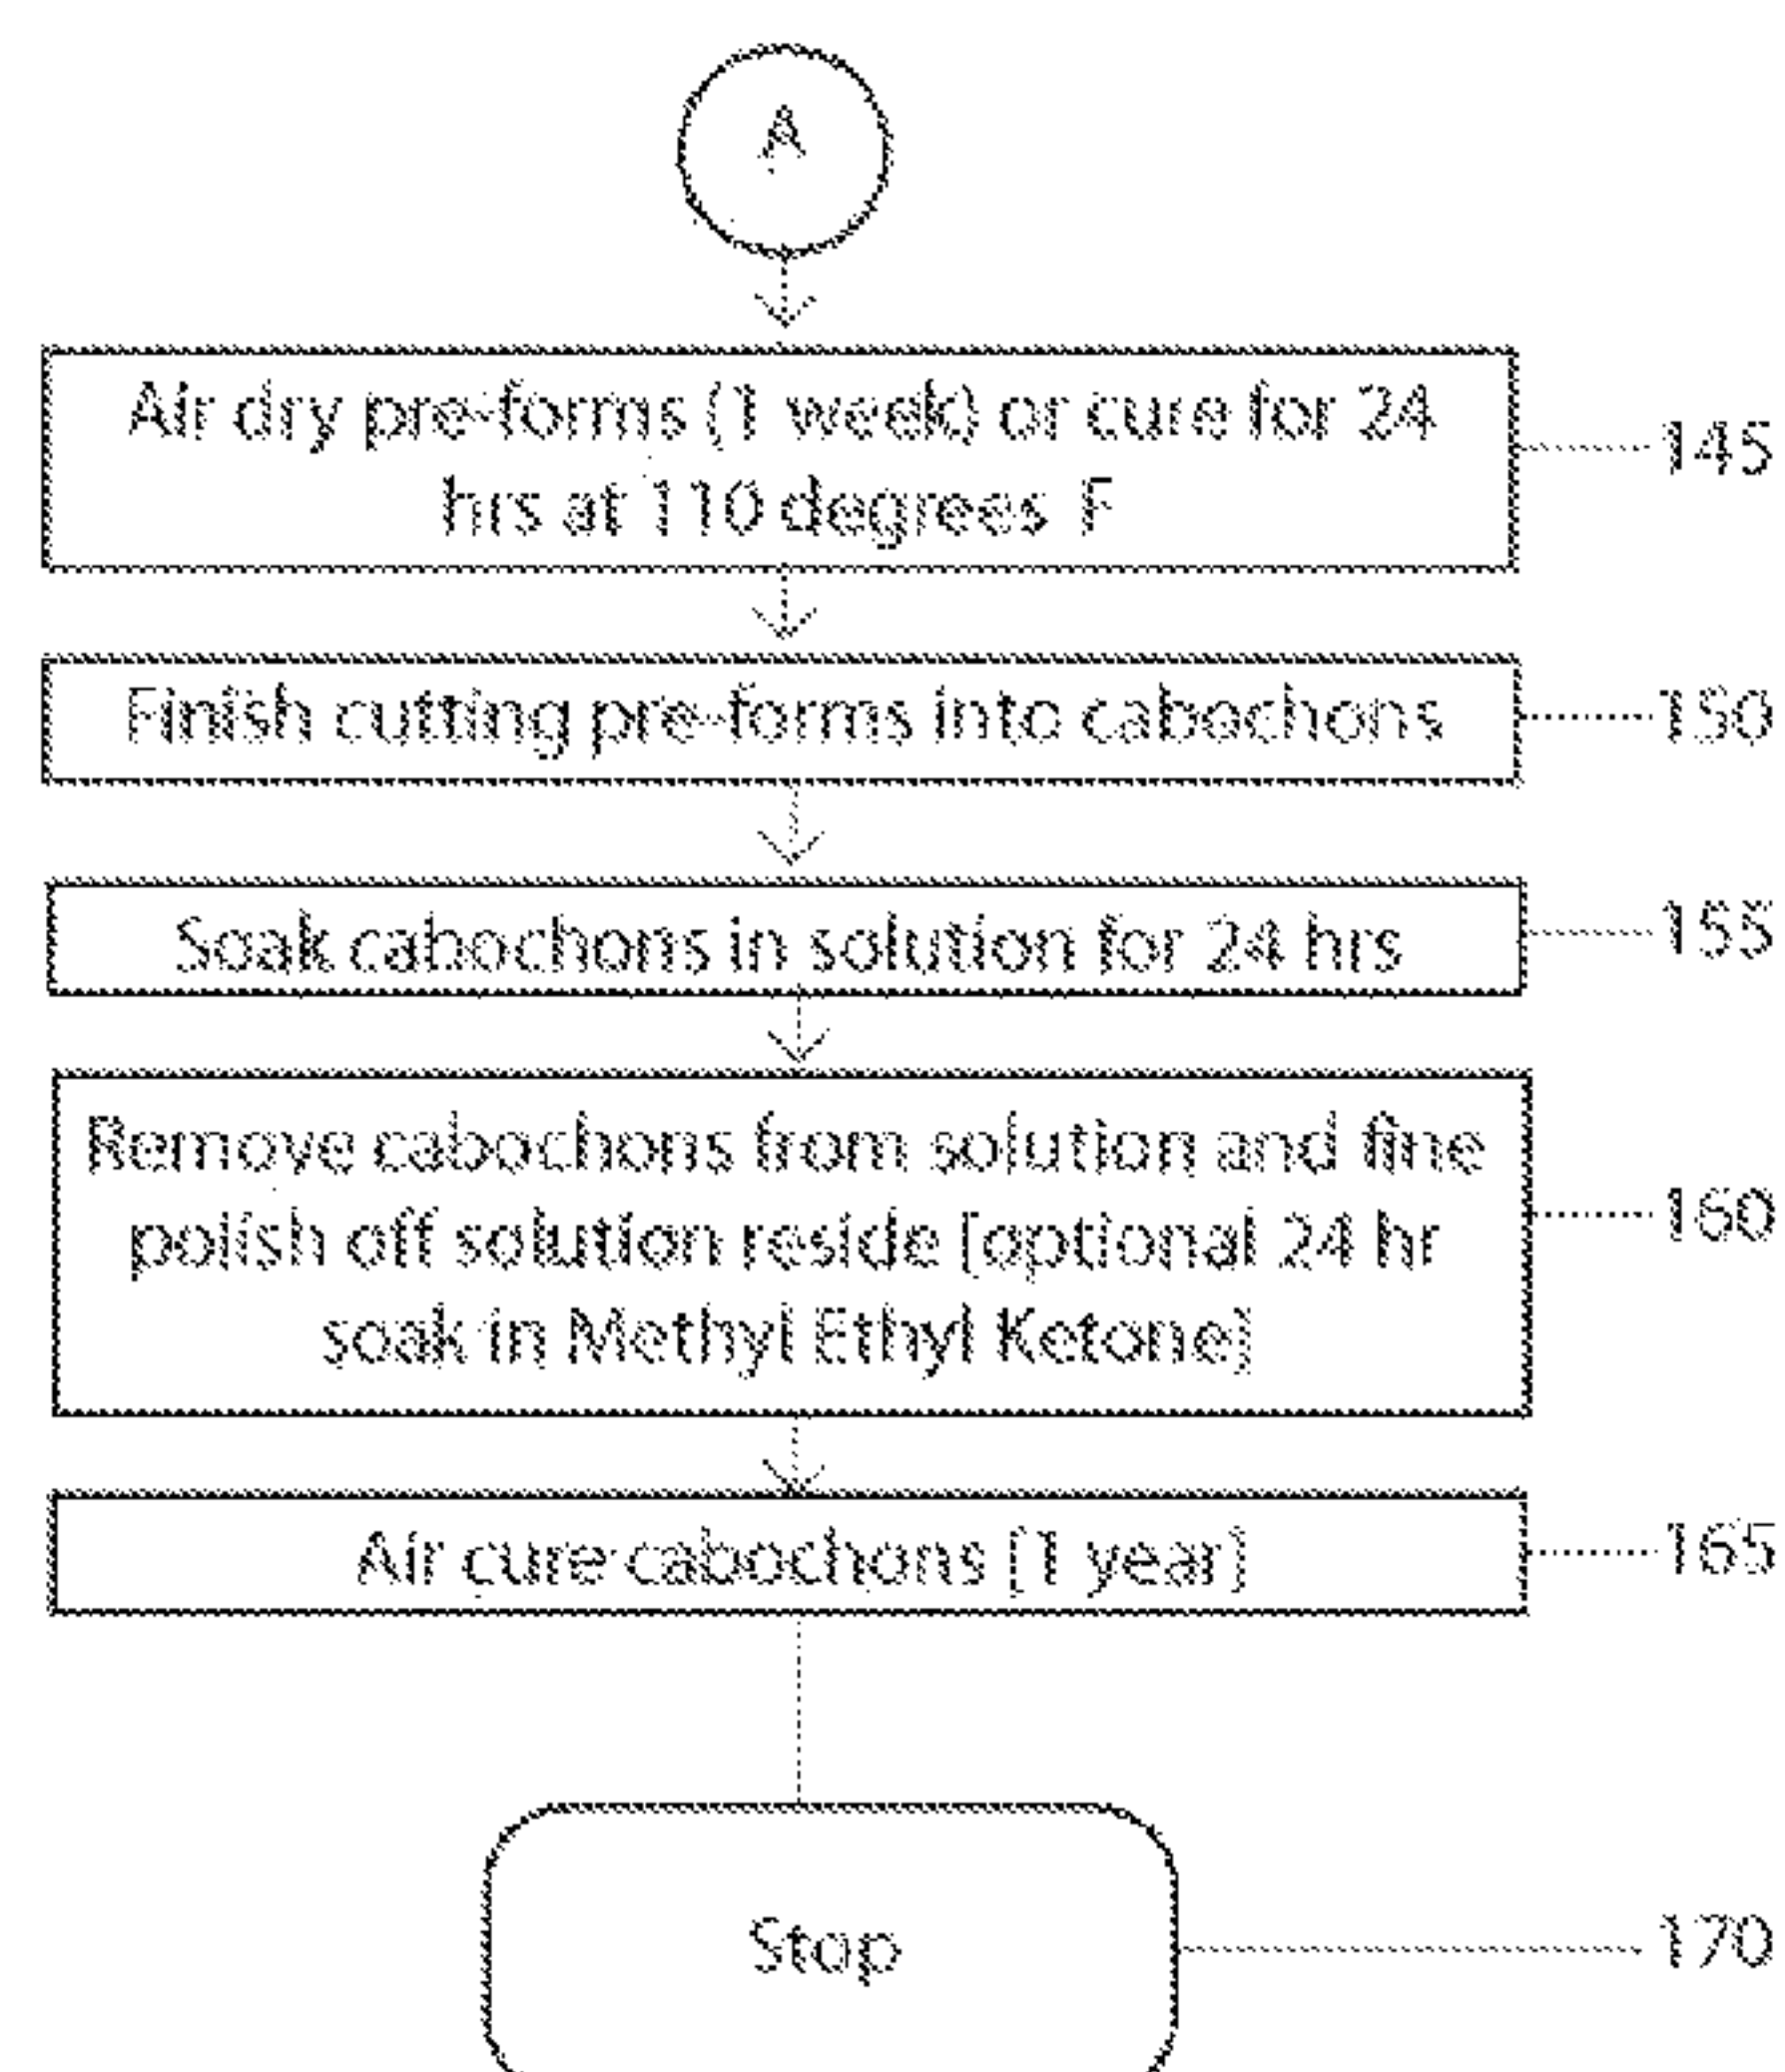 A
Air dry pre-forms (1 week) or cure for 24
hrs at 110 degrees F
145
Finish cutting pre-forms into cabochons
150
Soak cabochons in solution for 24 hrs
155
Remove cabochons from solution and fine
polish off solution reside [optional 24 hr
soak in Methyl Ethyl Ketone]
160
Air cure cabochons [1 year]
165
Stop
170